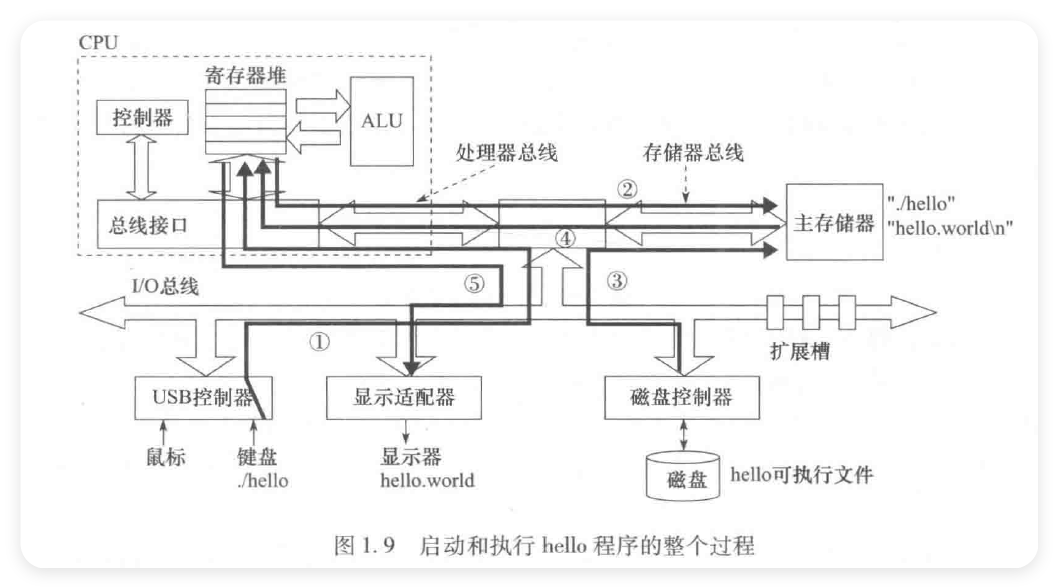 CPU
寄存器堆
控制器
ALU
处理器总线
存储器总线
②
总线接口
主存储器
"./hello"
"hello.world\n"
④
I/O总线
⑤
③
①
扩展槽
USB控制器
显示适配器
磁盘控制器
鼠标
键盘
./hello
显示器
hello.world
磁盘
hello可执行文件
图 1.9 启动和执行 hello 程序的整个过程